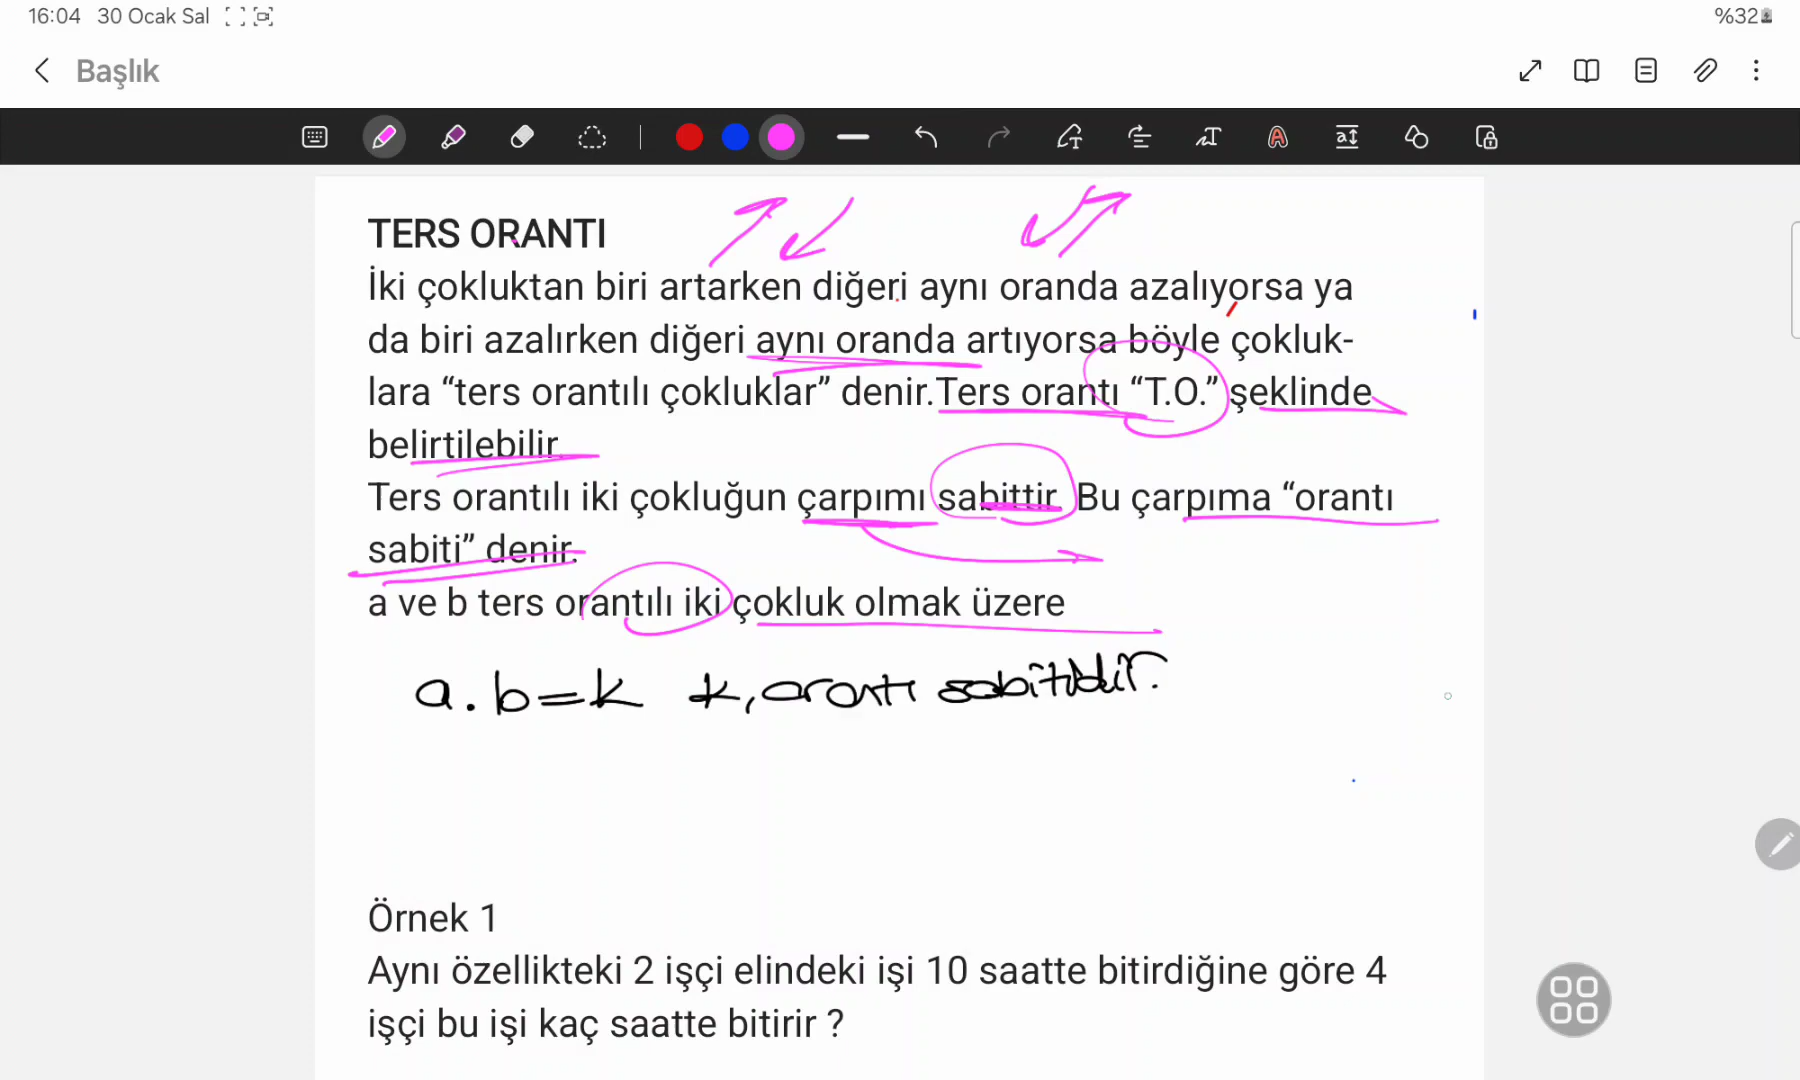 16:04 30 Ocak Sal %32
Başlık
TERS ORANTI
İki çokluktan biri artarken diğeri aynı oranda azalıyorsa ya
da biri azalırken diğeri aynı oranda artıyorsa böyle çokluk-
lara “ters orantılı çokluklar” denir.Ters orantı “T.O.” şeklinde
belirtilebilir.
Ters orantılı iki çokluğun çarpımı sabittir. Bu çarpıma “orantı
sabiti” denir.
a ve b ters orantılı iki çokluk olmak üzere
a.b=k k, orantı sabitidir.
Örnek 1
Aynı özellikteki 2 işçi elindeki işi 10 saatte bitirdiğine göre 4
işçi bu işi kaç saatte bitirir ?